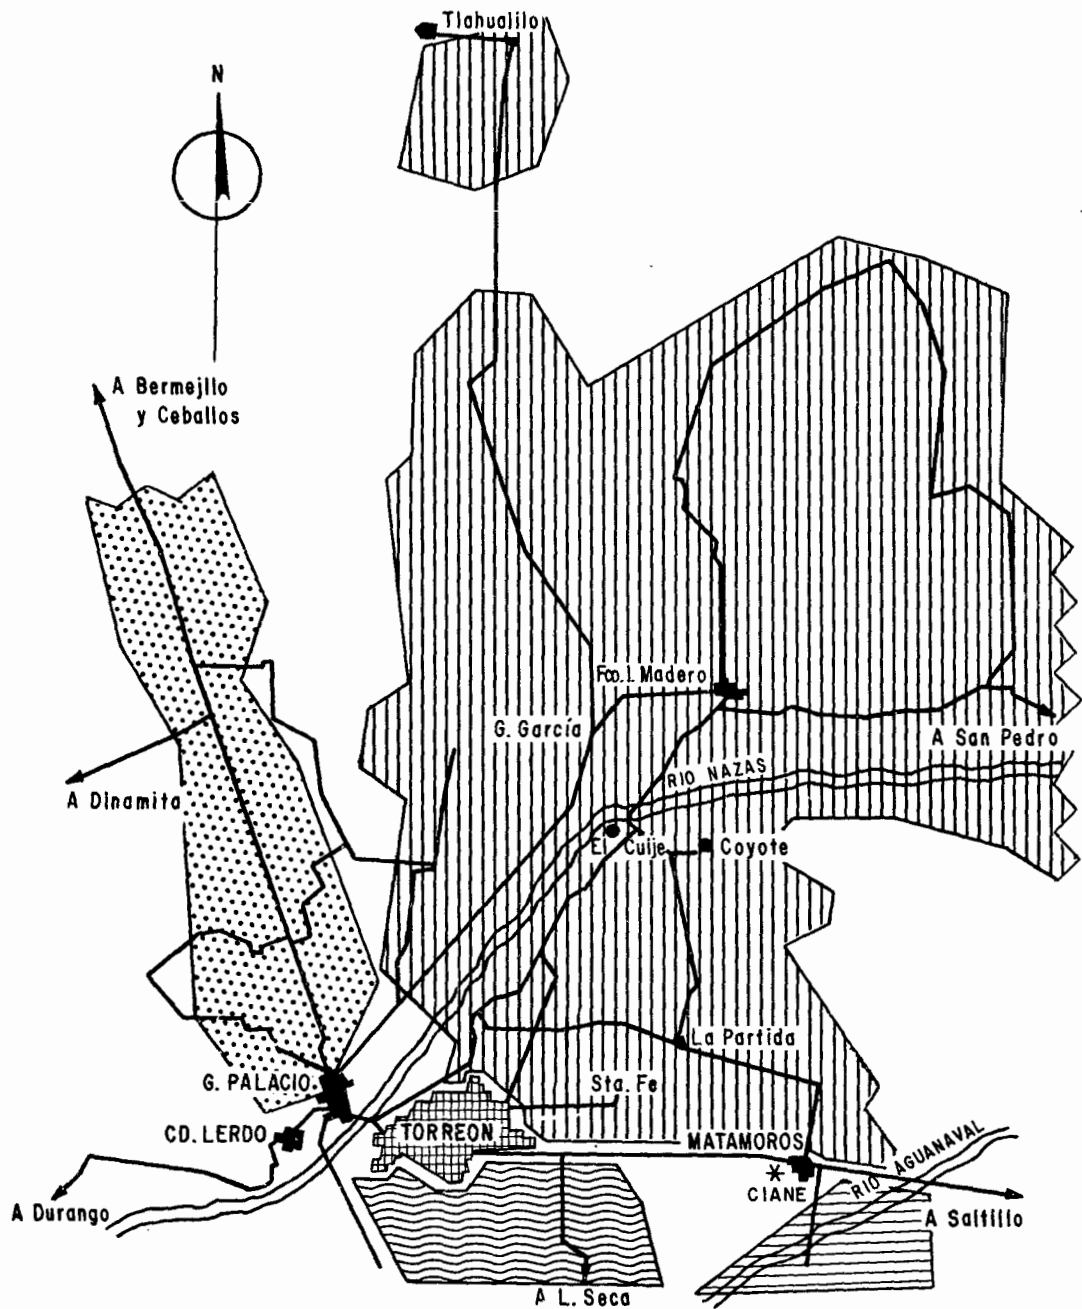 Tlahualilo
N
A Bermejllo
y Ceballos
Fco. I. Madero
G. García
A San Pedro
RIO NAZAS
A Dinamita
El Cuije
Coyote
La Partida
G. PALACIO
Sta. Fe
CD. LERDO
TORREON
MATAMOROS
CIANE
RIO AGUANAVAL
A Durango
A Saltillo
A L. Seca